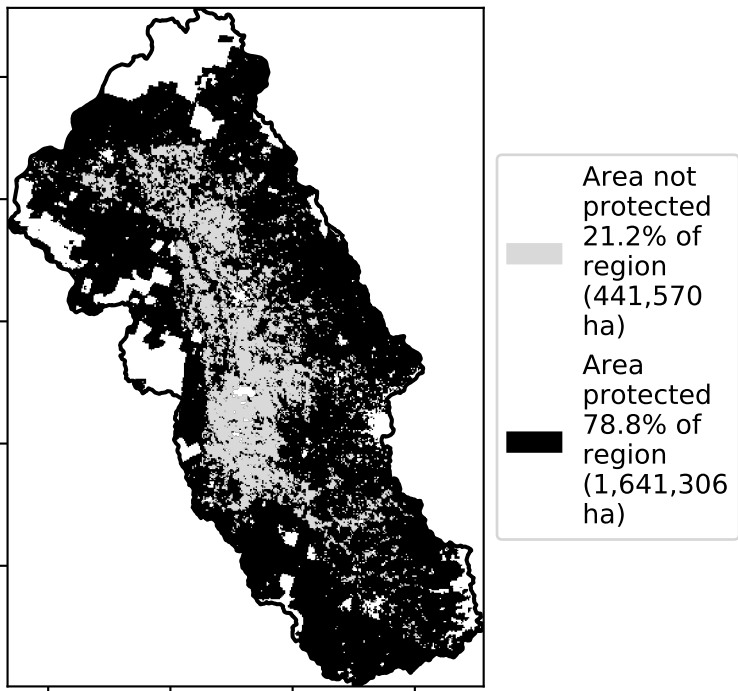 Area not
protected
21.2% of
region
(441,570
ha)
Area
protected
78.8% of
region
(1,641,306
ha)